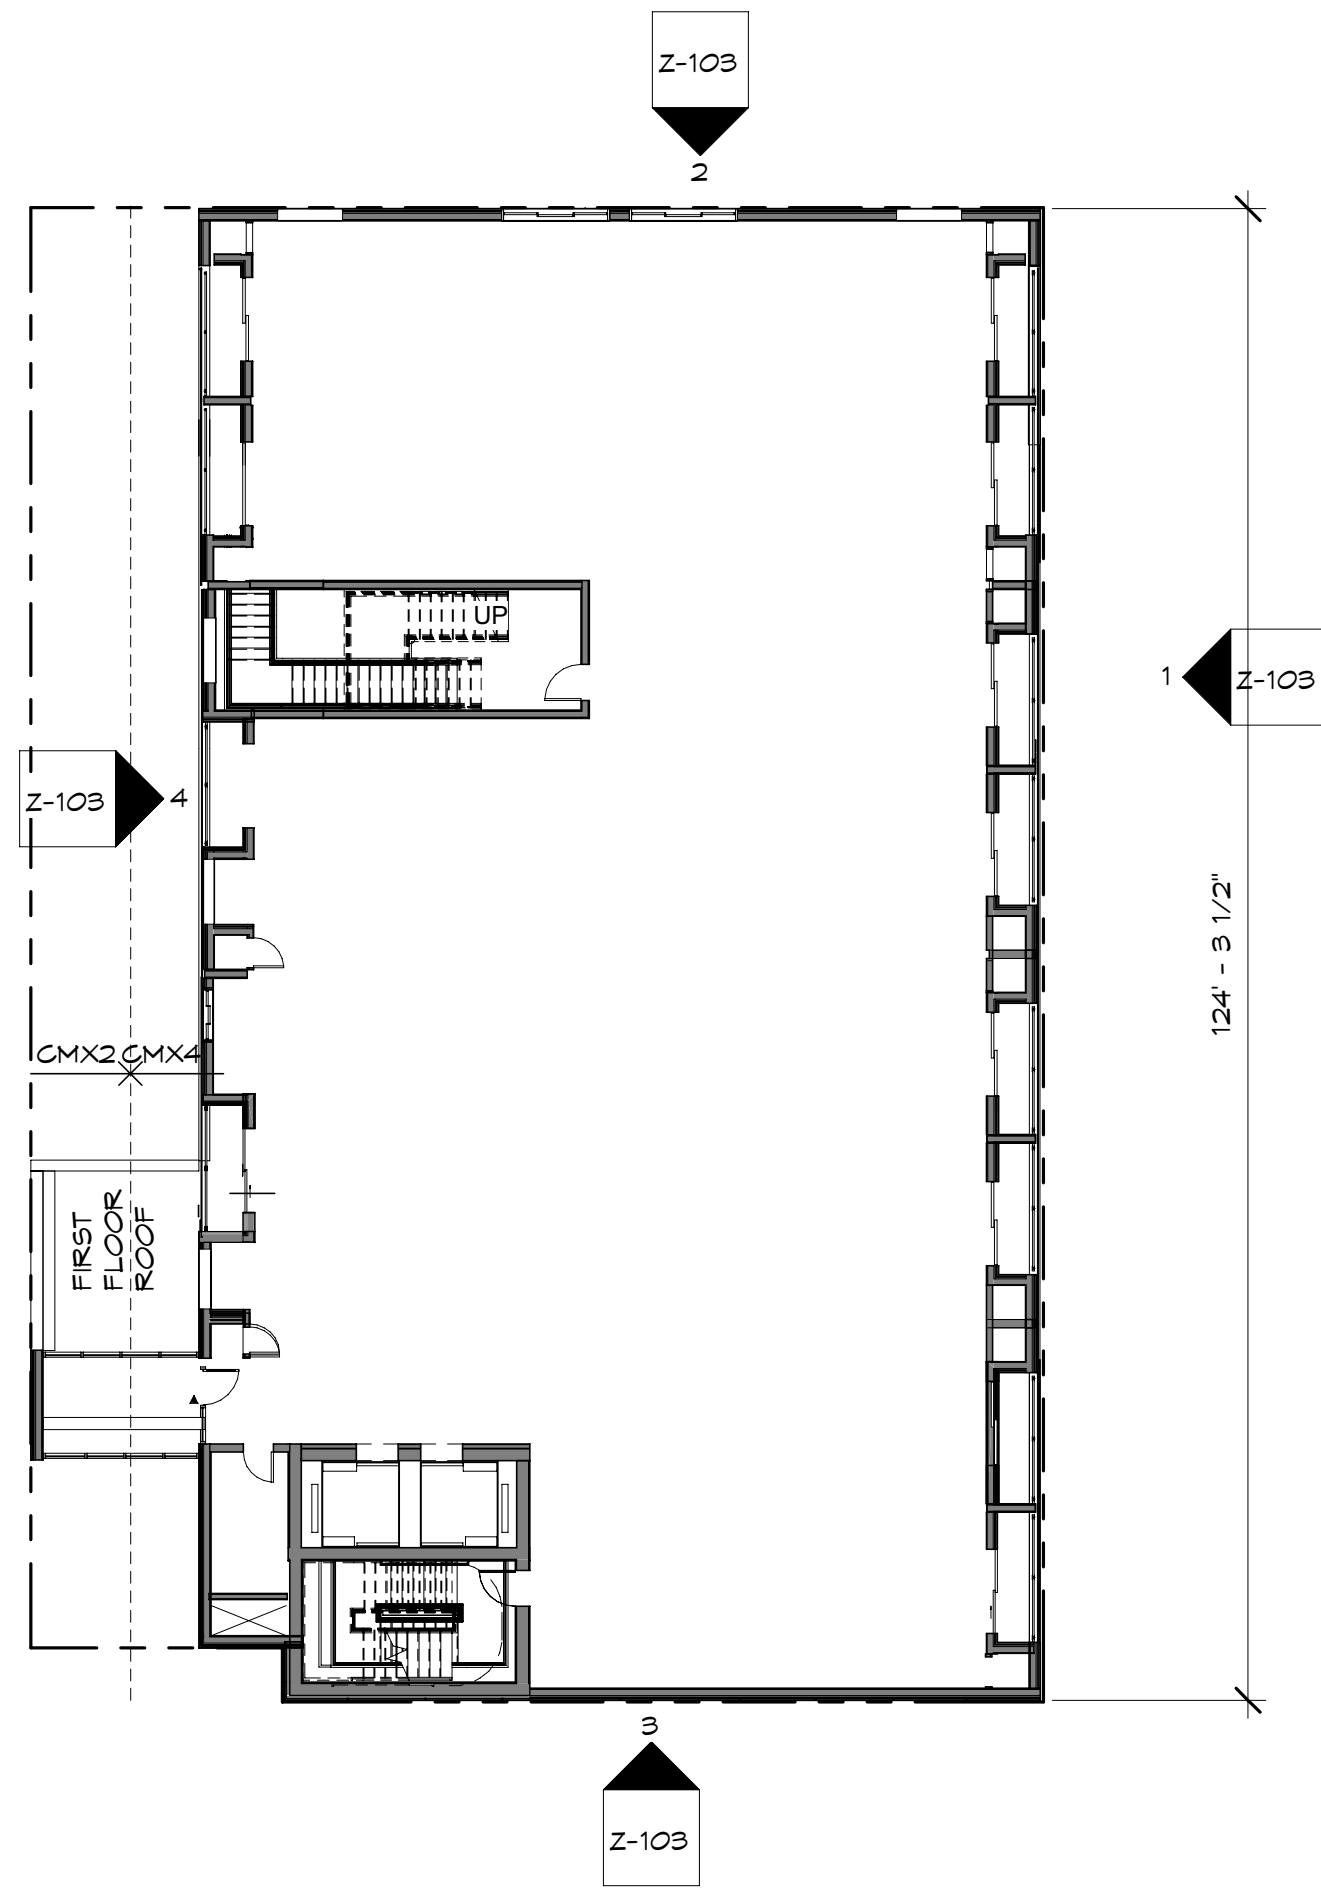 Z-103
2
UP
1
Z-103
Z-103
4
124' - 3 1/2"
CMX2 CMX4
FIRST
FLOOR
ROOF
3
Z-103